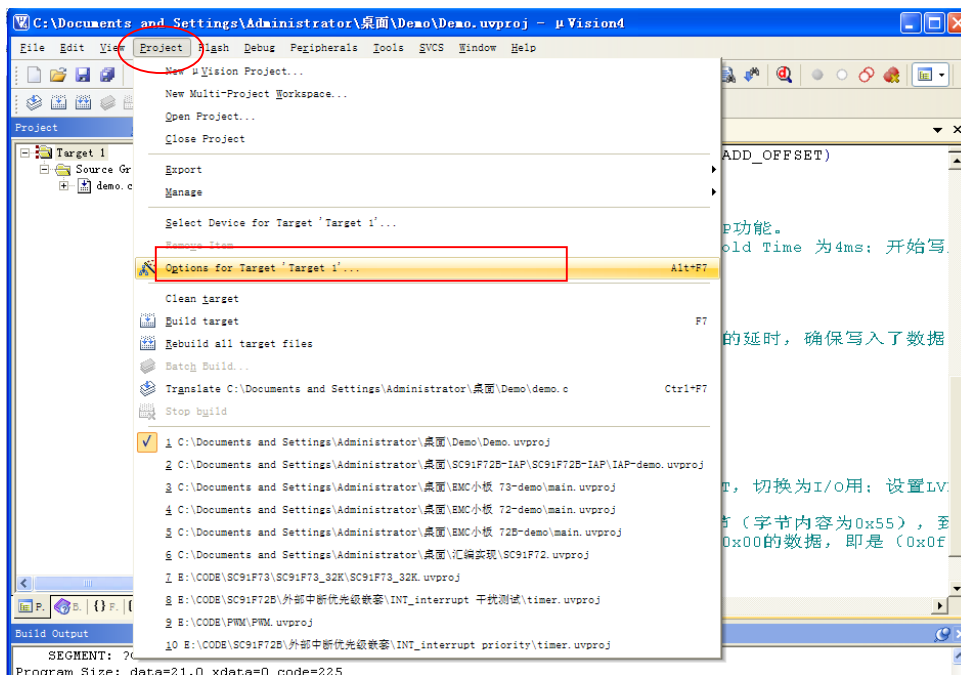 C:\Documents and Settings\Administrator\桌面\Demo\Demo.uvproj - µVision4
File Edit View Project Flash Debug Peripherals Tools SVCS Window Help
New µVision Project...
New Multi-Project Workspace...
Open Project...
Close Project
Export
Manage
Select Device for Target 'Target 1'...
Remove Item
Options for Target 'Target 1'... Alt+F7
Clean target
Build target F7
Rebuild all target files
Batch Build...
Translate C:\Documents and Settings\Administrator\桌面\Demo\demo.c Ctrl+F7
Stop build
1 C:\Documents and Settings\Administrator\桌面\Demo\Demo.uvproj
2 C:\Documents and Settings\Administrator\桌面\SC91F72B-IAP\SC91F72B-IAP\IAP-demo.uvproj
3 C:\Documents and Settings\Administrator\桌面\EMC小板 73-demo\main.uvproj
4 C:\Documents and Settings\Administrator\桌面\EMC小板 72-demo\main.uvproj
5 C:\Documents and Settings\Administrator\桌面\EMC小板 72B-demo\main.uvproj
6 C:\Documents and Settings\Administrator\桌面\汇编实现\SC91F72.uvproj
7 E:\CODE\SC91F73\SC91F73_32K\SC91F73_32K.uvproj
8 E:\CODE\SC91F72B\外部中断优先级嵌套\INT_interrupt 干扰测试\timer.uvproj
9 E:\CODE\PWM\PWM.uvproj
10 E:\CODE\SC91F72B\外部中断优先级嵌套\INT_interrupt priority\timer.uvproj
Project
Target 1
Source Gr
demo.c
P. B. {} F.
ADD_OFFSET)
P功能。
old Time 为4ms; 开始写
的延时, 确保写入了数据
T, 切换为I/O用; 设置LV
节 (字节内容为0x55) , 到
0x00的数据, 即是 (0x0f
Build Output
SEGMENT: ?
Program Size: data=21.0 xdata=0 code=225